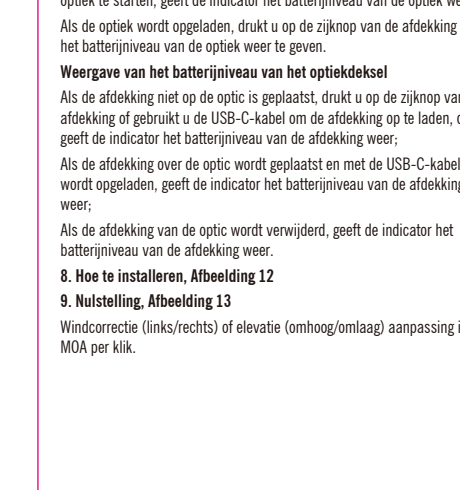 optiek te starten, geeft de indicator het batterijniveau van de optiek
Als de optiek wordt opgeladen, drukt u op de zijknop van de afdekking
het batterijniveau van de optiek weer te geven.
Weergave van het batterijniveau van het optiekdeksel
Als de afdekking niet op de optic is geplaatst, drukt u op de zijknop
afdekking of gebruikt u de USB-C-kabel om de afdekking op te laden,
geeft de indicator het batterijniveau van de afdekking weer;
Als de afdekking over de optic wordt geplaatst en met de USB-C-kabel
wordt opgeladen, geeft de indicator het batterijniveau van de afdekking
weer;
Als de afdekking van de optic wordt verwijderd, geeft de indicator het
batterijniveau van de afdekking weer.
8. Hoe te installeren, Afbeelding 12
9. Nulstelling, Afbeelding 13
Windcorrectie (links/rechts) of elevatie (omhoog/omlaag) aanpassing
MOA per klik.